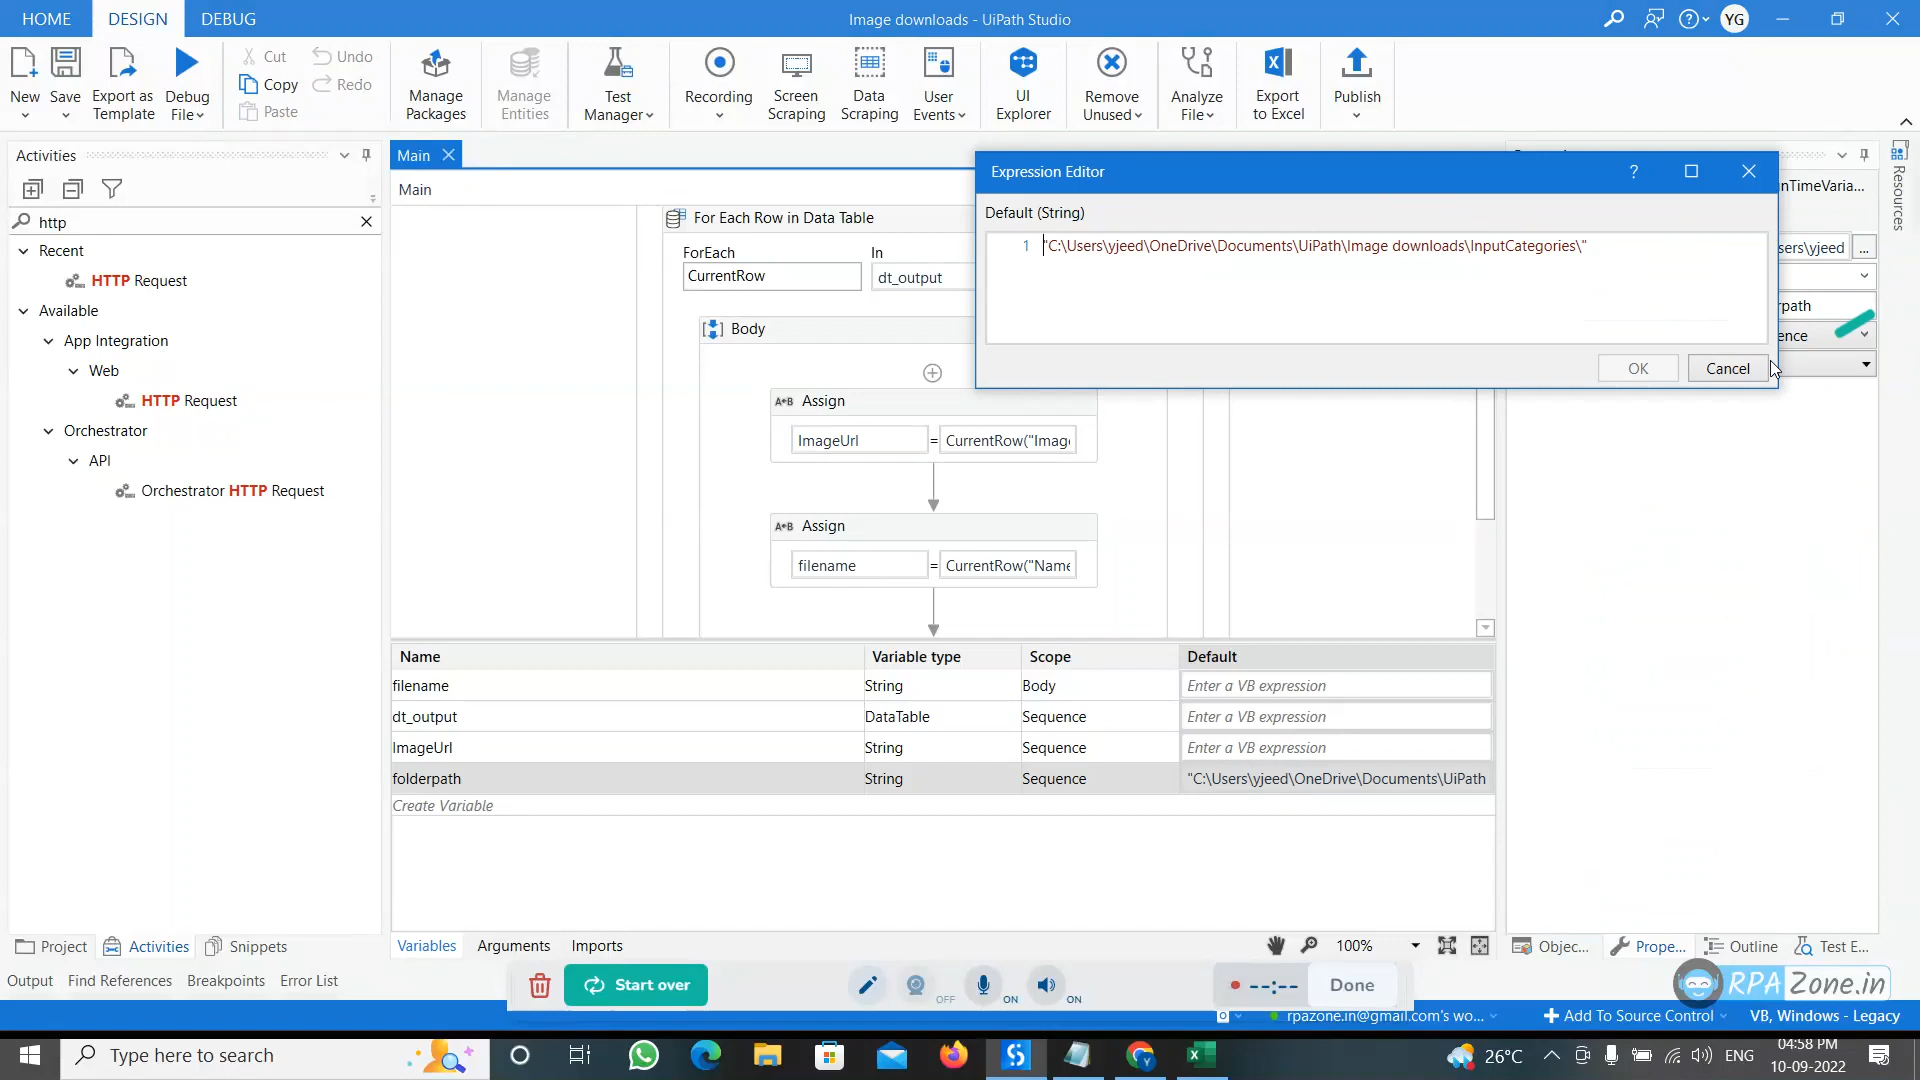 HOME
DESIGN
DEBUG
Image downloads - UiPath Studio
YG
New
Save
Export as
Template
Debug
File
Cut
Copy
Paste
Undo
Redo
Manage
Packages
Manage
Entities
Test
Manager
Recording
Screen
Scraping
Data
Scraping
User
Events
UI
Explorer
Remove
Unused
Analyze
File
Export
to Excel
Publish
Activities
http
Recent
HTTP Request
Available
App Integration
Web
HTTP Request
Orchestrator
API
Orchestrator HTTP Request
Main
Main
For Each Row in Data Table
ForEach
In
CurrentRow
dt_output
Body
A+B Assign
ImageUrl = CurrentRow("Imag
A+B Assign
filename = CurrentRow("Name
Expression Editor
?
Default (String)
1 "C:\Users\yjeed\OneDrive\Documents\UiPath\Image downloads\InputCategories\"
OK
Cancel
nTimeVaria...
sers\yjeed
...
rpath
ence
Resources
Name
Variable type
Scope
Default
filename
String
Body
Enter a VB expression
dt_output
DataTable
Sequence
Enter a VB expression
ImageUrl
String
Sequence
Enter a VB expression
folderpath
String
Sequence
"C:\Users\yjeed\OneDrive\Documents\UiPath
Create Variable
Project
Activities
Snippets
Variables
Arguments
Imports
100%
Objec...
Prope...
Outline
Test E...
Output
Find References
Breakpoints
Error List
Start over
OFF
ON
ON
--:--
Done
RPA Zone.in
rpazone.in@gmail.com's wo...
Add To Source Control
VB, Windows - Legacy
Type here to search
26°C
ENG
04:58 PM
10-09-2022